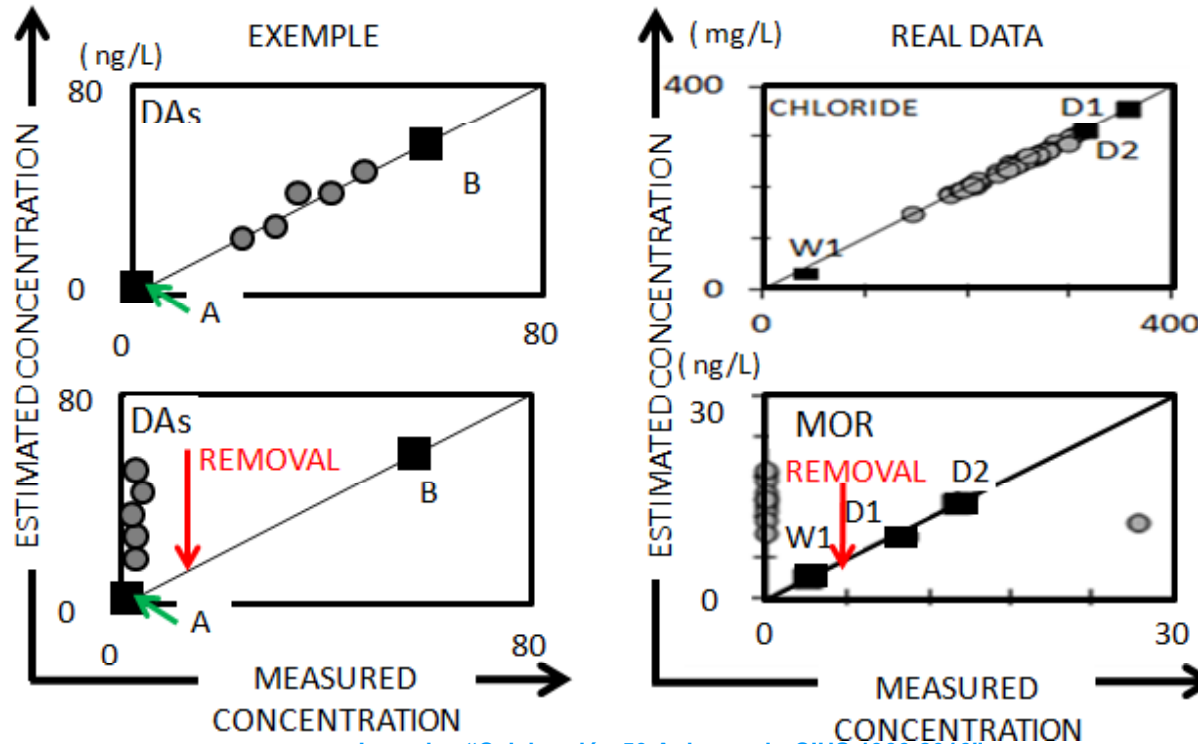 EXEMPLE
( ng/L)
80
DAs
B
0
A
0
80
ESTIMATED CONCENTRATION
80
DAs
REMOVAL
B
0
A
0
80
MEASURED
CONCENTRATION
REAL DATA
( mg/L)
400
CHLORIDE
D1
D2
W1
0
0
400
ESTIMATED CONCENTRATION
( ng/L)
30
MOR
REMOVAL
D2
D1
W1
0
0
30
MEASURED
CONCENTRATION